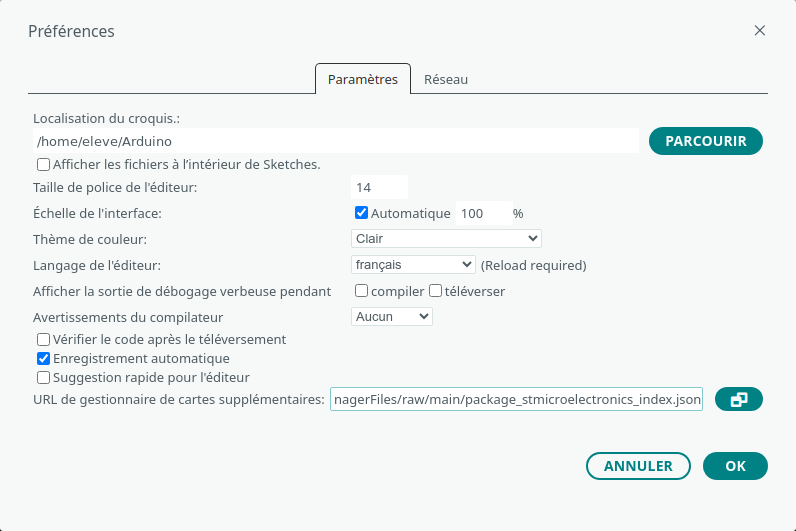 Préférences
Paramètres Réseau
Localisation du croquis.:
/home/eleve/Arduino PARCOURIR
Afficher les fichiers à l’intérieur de Sketches.
Taille de police de l'éditeur: 14
Échelle de l'interface: Automatique 100 %
Thème de couleur: Clair
Langage de l'éditeur: français (Reload required)
Afficher la sortie de débogage verbeuse pendant compiler téléverser
Avertissements du compilateur Aucun
Vérifier le code après le téléversement
Enregistrement automatique
Suggestion rapide pour l'éditeur
URL de gestionnaire de cartes supplémentaires: nagerFiles/raw/main/package_stmicroelectronics_index.json
ANNULER OK